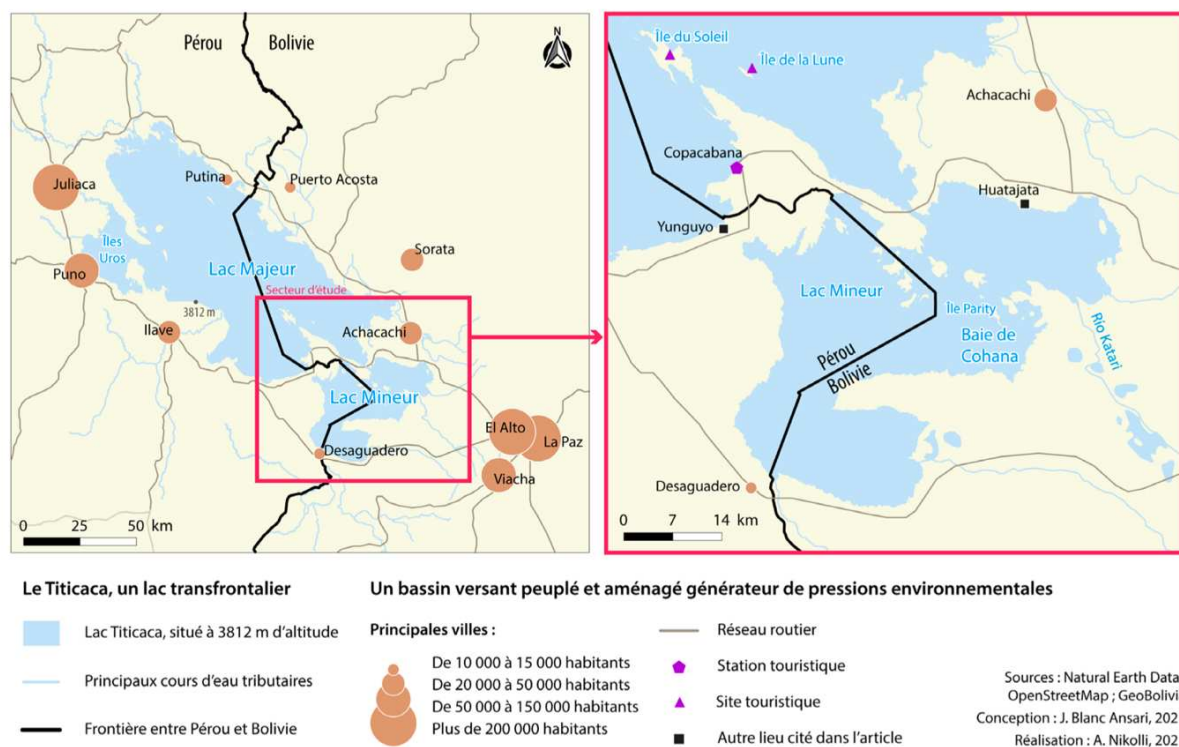 Pérou
Bolivie
N
Juliaca
Putina
Puerto Acosta
Îles
Uros
Puno
Lac Majeur
Sorata
Secteur d'étude
3812 m
Ilave
Achacachi
Lac Mineur
El Alto
La Paz
Desaguadero
Viacha
0 25 50 km
Île du Soleil
Île de la Lune
Achacachi
Copacabana
Huatajata
Yunguyo
Lac Mineur
Île Parity
Baie de
Cohana
Río Katari
Pérou
Bolivie
Desaguadero
0 7 14 km
Le Titicaca, un lac transfrontalier
Lac Titicaca, situé à 3812 m d'altitude
Principaux cours d'eau tributaires
Frontière entre Pérou et Bolivie
Un bassin versant peuplé et aménagé générateur de pressions environnementales
Principales villes :
De 10 000 à 15 000 habitants
De 20 000 à 50 000 habitants
De 50 000 à 150 000 habitants
Plus de 200 000 habitants
Réseau routier
Station touristique
Site touristique
Autre lieu cité dans l'article
Sources : Natural Earth Data
OpenStreetMap ; GeoBolivi
Conception : J. Blanc Ansari, 202
Réalisation : A. Nikolli, 202